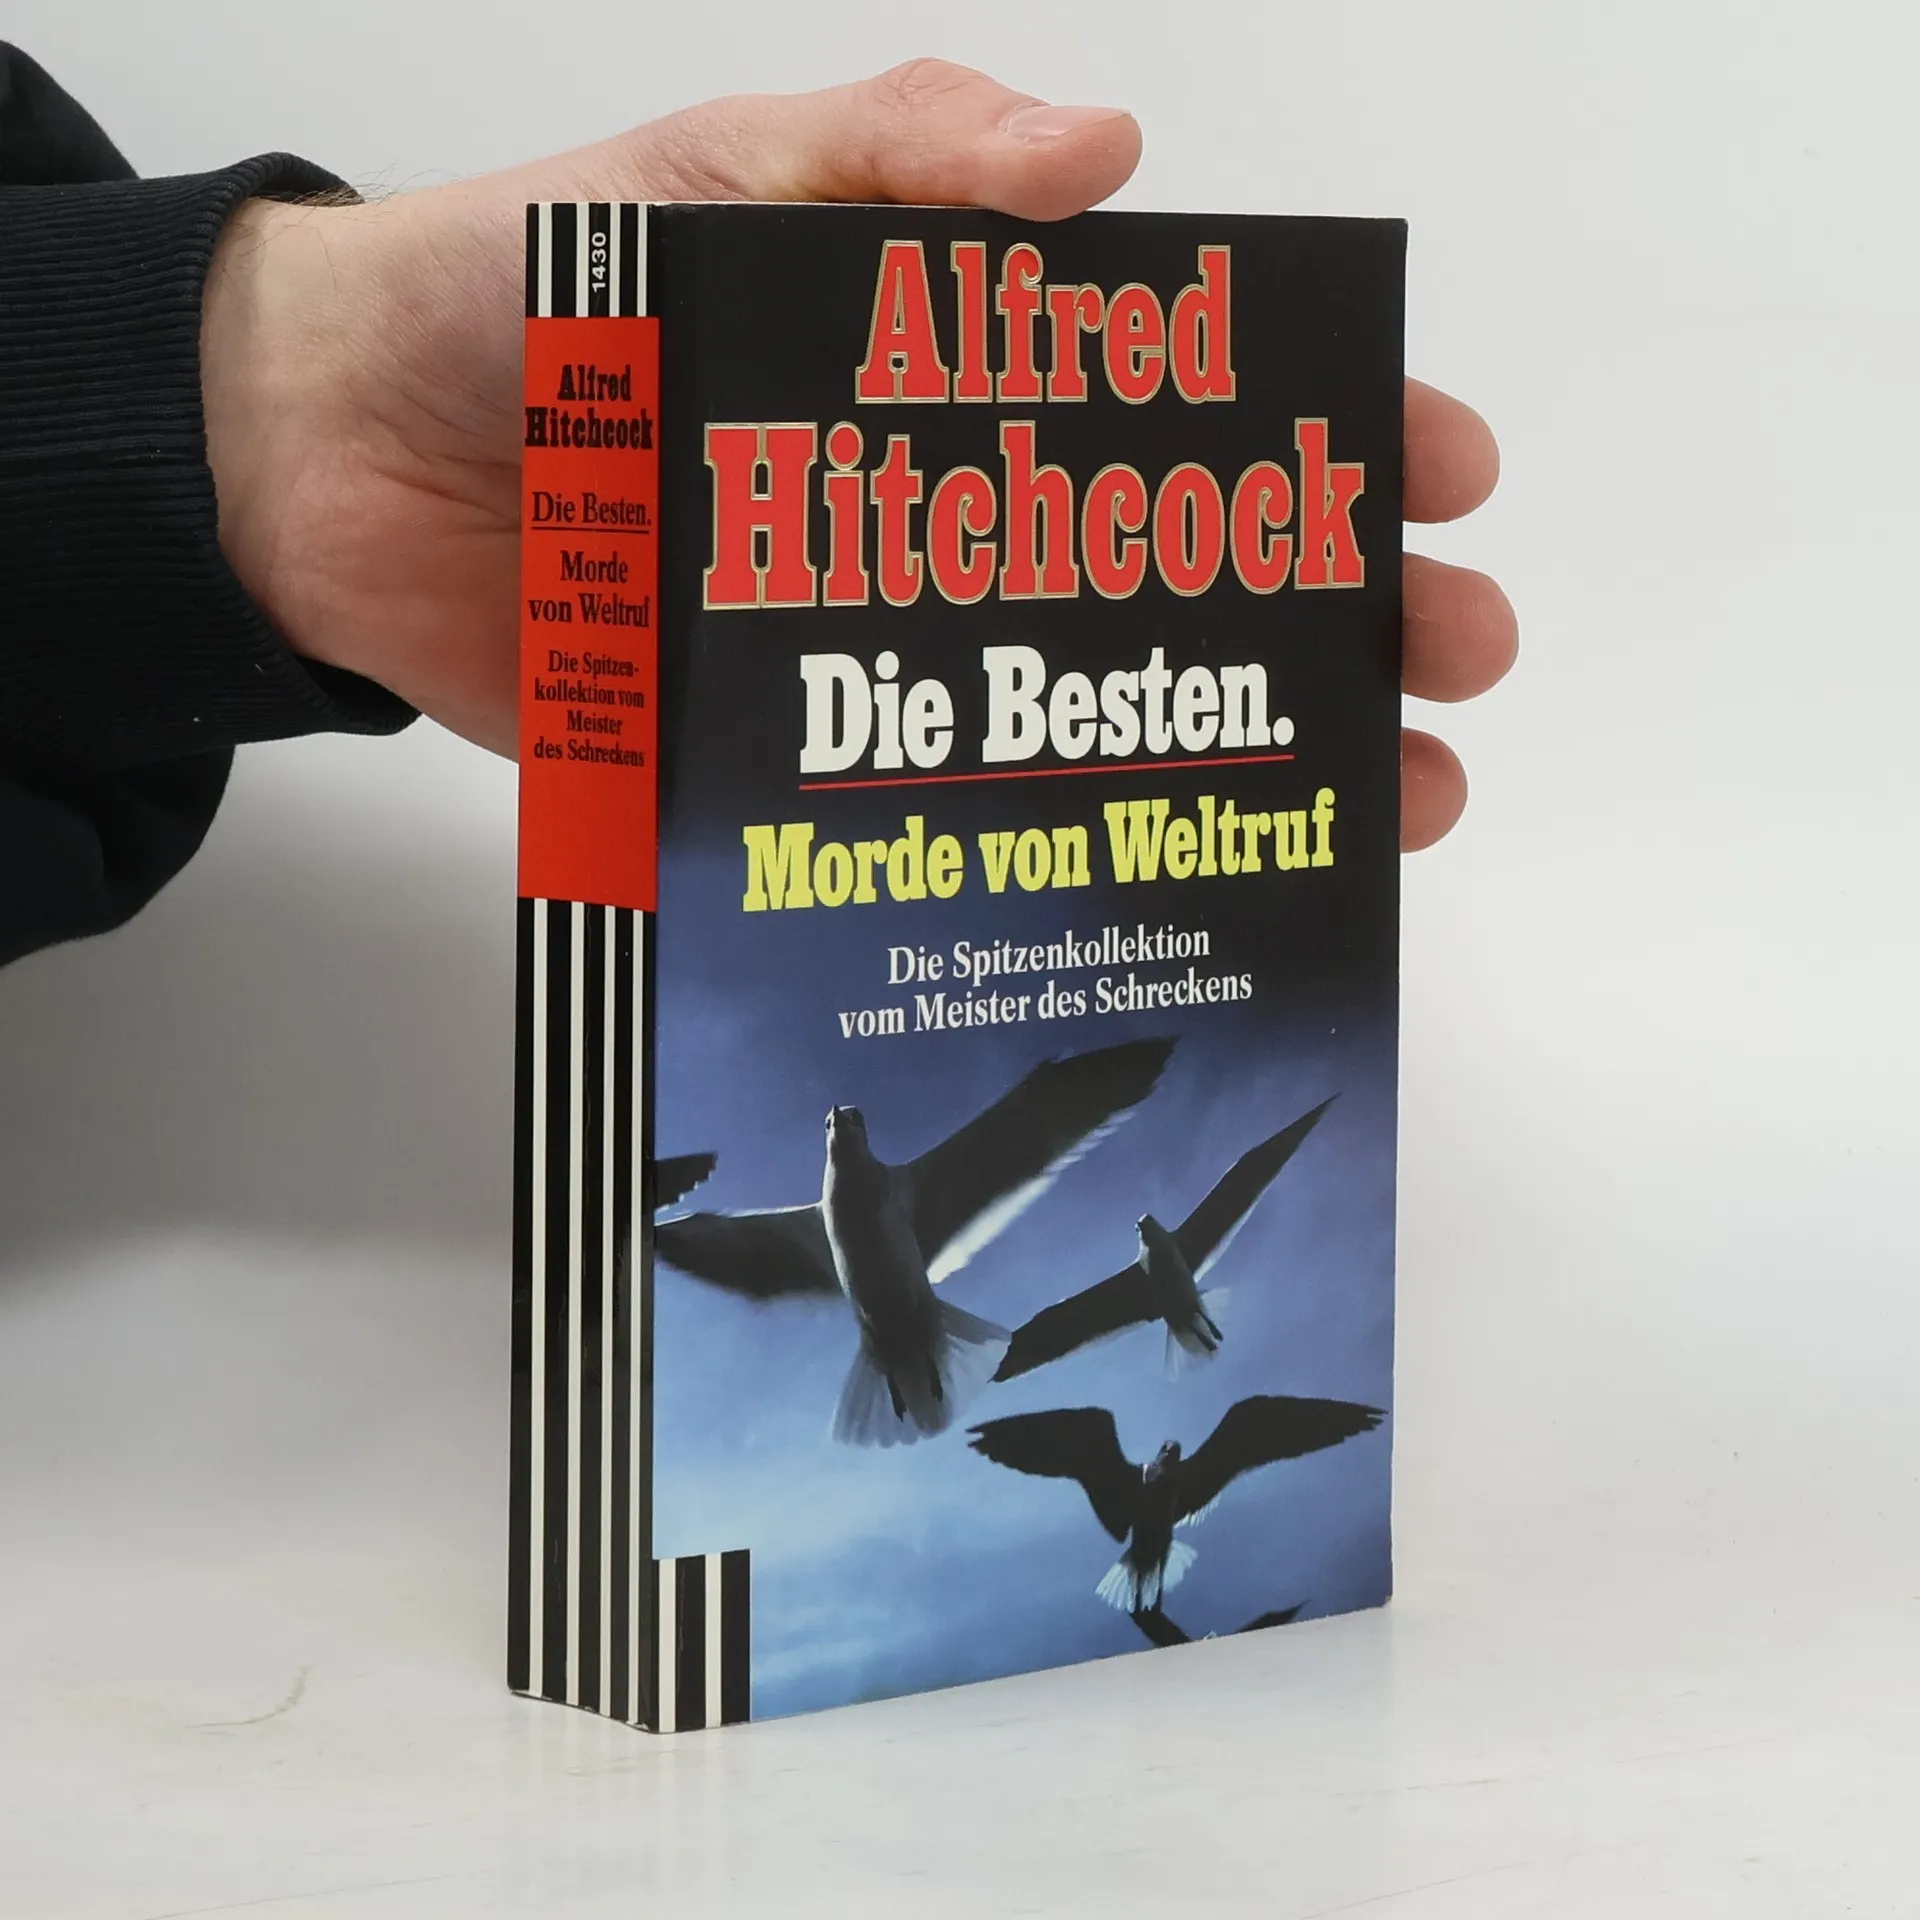 1430
Alfred
Hitchcock
Die Besten.
Morde
von Weltruf
Die Spitzen-
kollektion vom
Meister
des Schreckens
Alfred
Hitchcock
Die Besten.
Morde von Weltruf
Die Spitzenkollektion
vom Meister des Schreckens